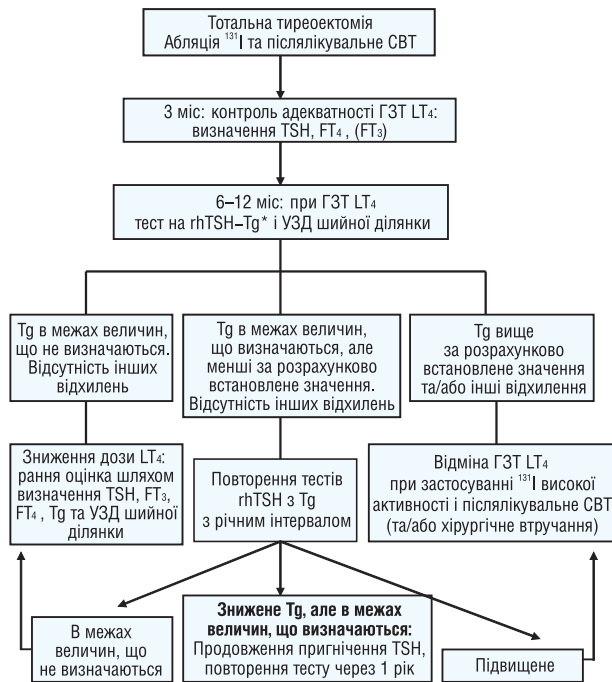 Тотальна тиреоектомія
Абляція ¹³¹I та післялікувальне СВТ
3 міс: контроль адекватності ГЗТ LT₄:
визначення TSH, FT₄ , (FT₃)
6–12 міс: при ГЗТ LT₄
тест на rhTSH–Tg* і УЗД шийної ділянки
Tg в межах величин,
що не визначаються.
Відсутність інших
відхилень
Tg в межах величин,
що визначаються, але
менші за розрахунково
встановлене значення.
Відсутність інших відхилень
Tg вище
за розрахунково
встановлене значення
та/або інші відхилення
Зниження дози LT₄:
рання оцінка шляхом
визначення TSH, FT₃,
FT₄ , Tg та УЗД шийної
ділянки
Повторення тестів
rhTSH з Tg
з річним інтервалом
Відміна ГЗТ LT₄
при застосуванні ¹³¹I високої
активності і післялікувальне СВТ
(та/або хірургічне втручання)
В межах
величин, що
не визначаються
Знижене Tg, але в межах
величин, що визначаються:
Продовження пригнічення TSH,
повторення тесту через 1 рік
Підвищене